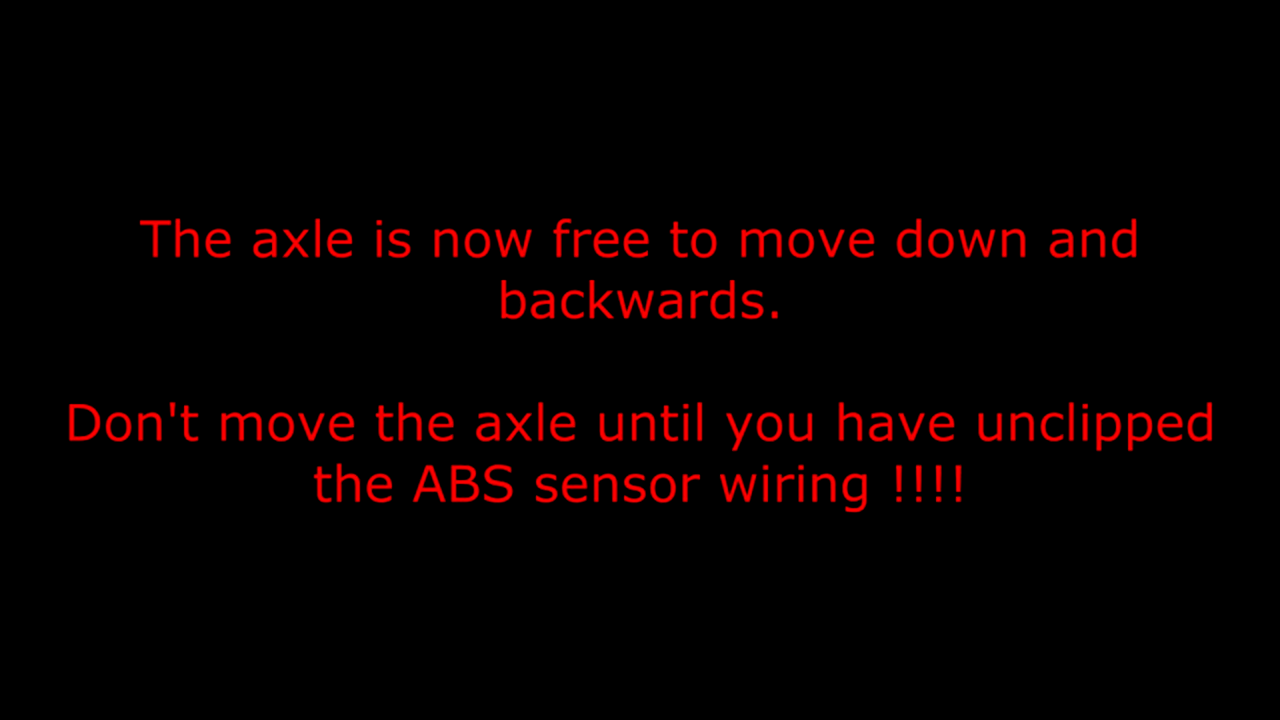 The axle is now free to move down and
backwards.
Don't move the axle until you have unclipped
the ABS sensor wiring !!!!